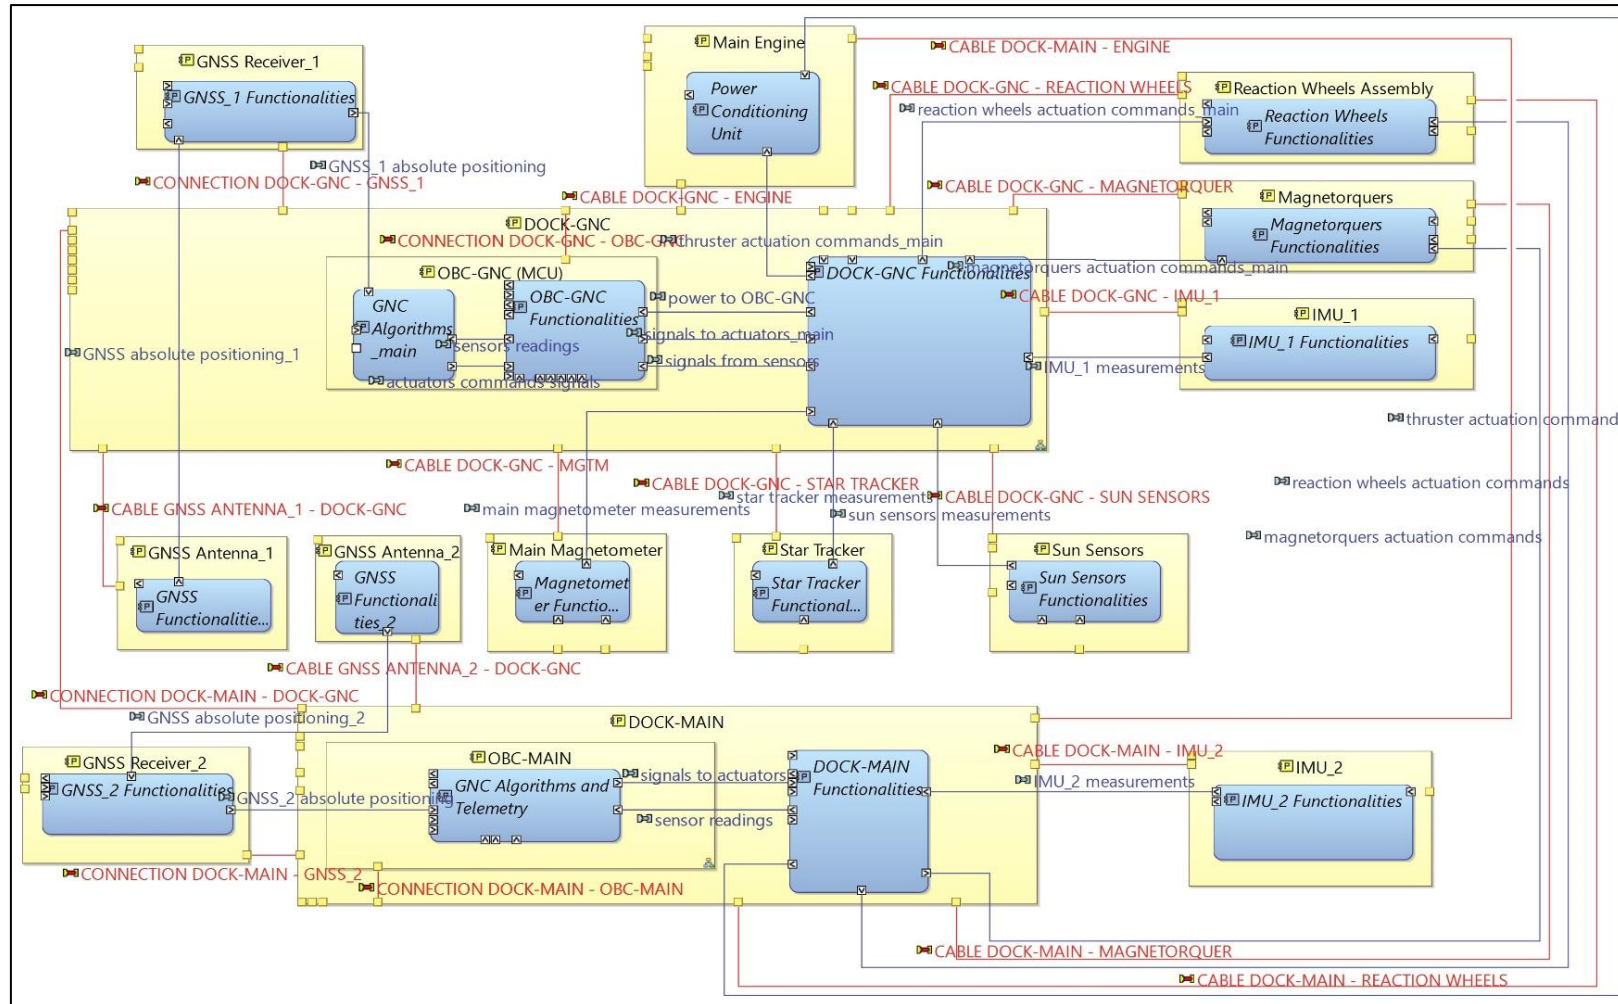 Main Engine
CABLE DOCK-MAIN - ENGINE
GNSS Receiver_1
Power
Conditioning
Unit
CABLE DOCK-GNC - REACTION WHEELS
Reaction Wheels Assembly
GNSS_1 Functionalities
reaction wheels actuation commands_main
Reaction Wheels
Functionalities
GNSS_1 absolute positioning
CONNECTION DOCK-GNC - GNSS_1
CABLE DOCK-GNC - ENGINE
CABLE DOCK-GNC - MAGNETORQUER
Magnetorquers
DOCK-GNC
CONNECTION DOCK-GNC - OBC-GNC
thruster actuation commands_main
Magnetorquers
Functionalities
OBC-GNC (MCU)
DOCK-GNC Functionalities
magnetorquers actuation commands_main
GNC
Algorithms
_main
OBC-GNC
Functionalities
power to OBC-GNC
CABLE DOCK-GNC - IMU_1
IMU_1
signals to actuators_main
IMU_1 Functionalities
GNSS absolute positioning_1
sensors readings
signals from sensors
IMU_1 measurements
actuators commands signals
thruster actuation command
CABLE DOCK-GNC - MGTM
CABLE DOCK-GNC - STAR TRACKER
reaction wheels actuation commands
star tracker measurements
CABLE DOCK-GNC - SUN SENSORS
CABLE GNSS ANTENNA_1 - DOCK-GNC
main magnetometer measurements
sun sensors measurements
magnetorquers actuation commands
GNSS Antenna_1
GNSS Antenna_2
Main Magnetometer
Star Tracker
Sun Sensors
GNSS
Functionalitie...
GNSS
Functionali
ties_2
Magnetomet
er Functio...
Star Tracker
Functional...
Sun Sensors
Functionalities
CABLE GNSS ANTENNA_2 - DOCK-GNC
CONNECTION DOCK-MAIN - DOCK-GNC
GNSS absolute positioning_2
DOCK-MAIN
GNSS Receiver_2
OBC-MAIN
CABLE DOCK-MAIN - IMU_2
IMU_2
GNSS_2 Functionalities
GNSS_2 absolute positioning
GNC Algorithms and
Telemetry
signals to actuators
DOCK-MAIN
Functionalities
IMU_2 measurements
IMU_2 Functionalities
sensor readings
CONNECTION DOCK-MAIN - GNSS_2
CONNECTION DOCK-MAIN - OBC-MAIN
CABLE DOCK-MAIN - MAGNETORQUER
CABLE DOCK-MAIN - REACTION WHEELS